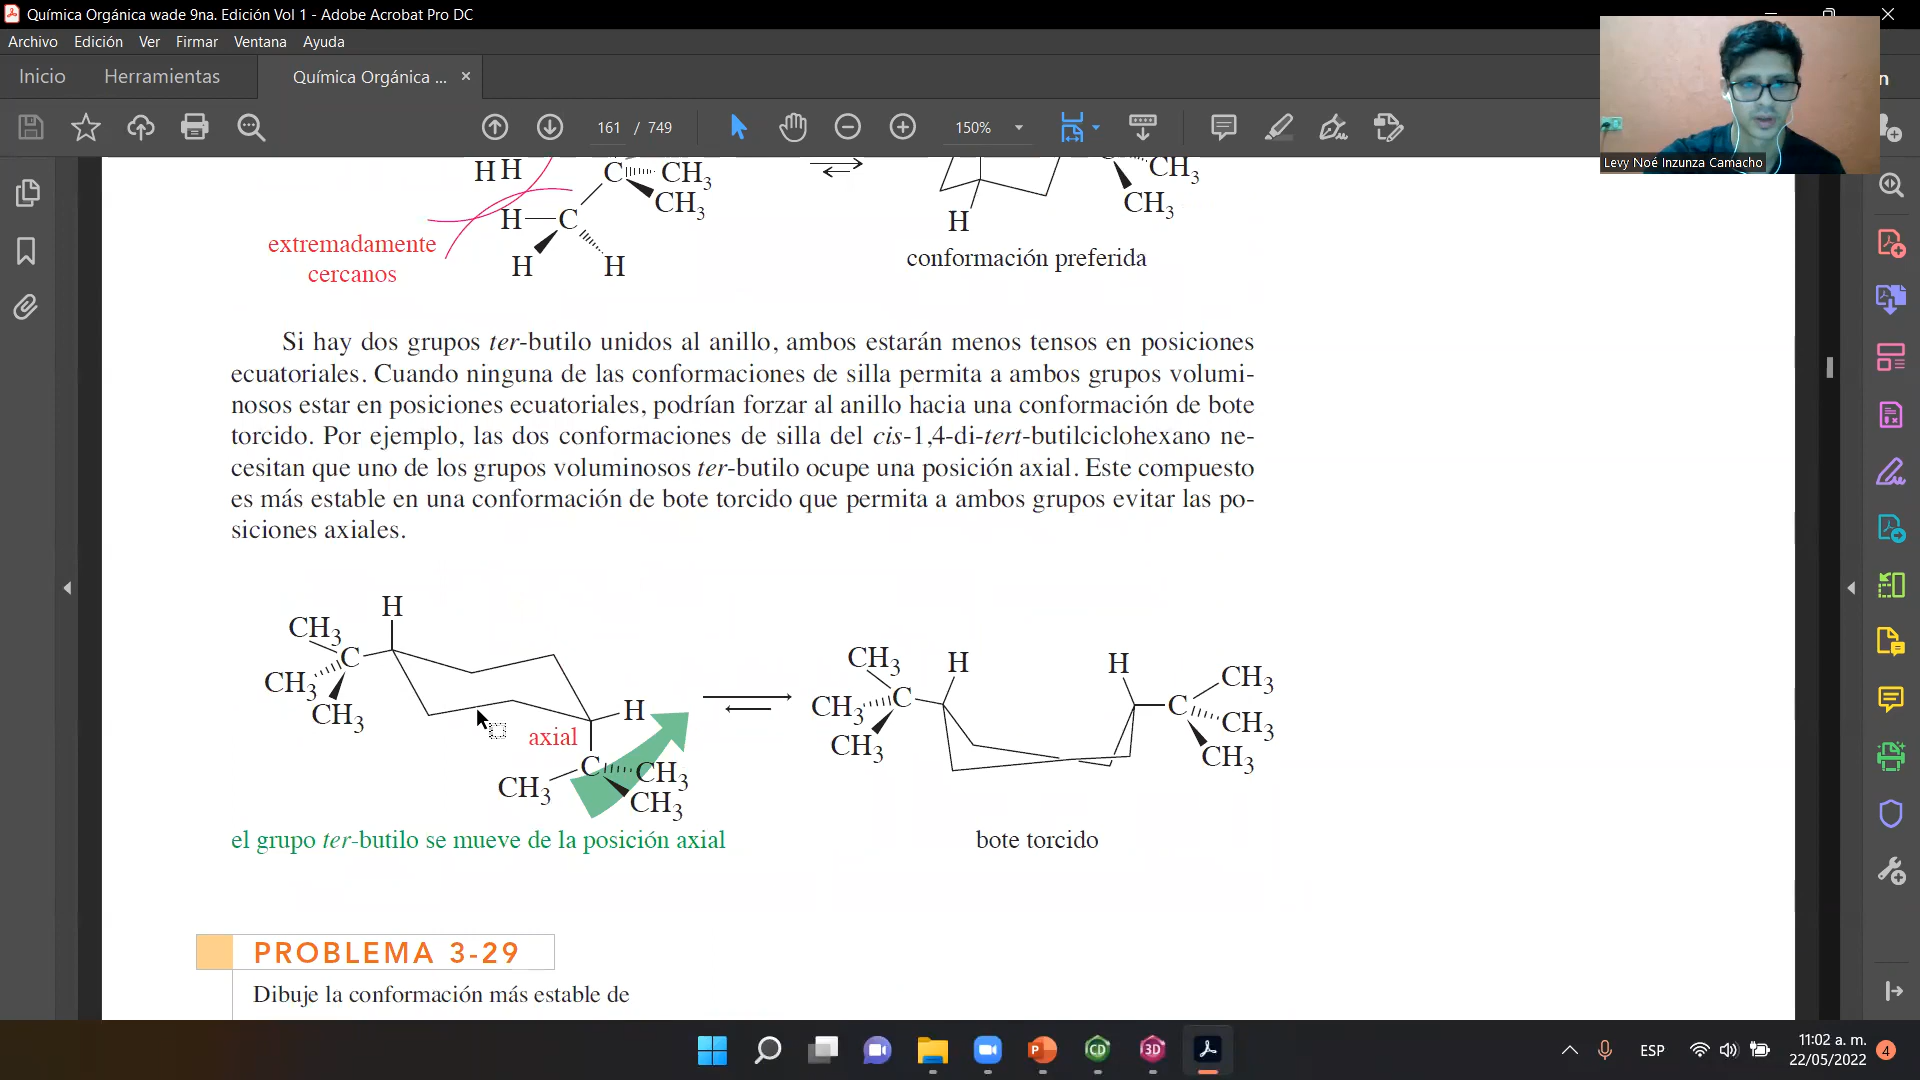 Química Orgánica wade 9na. Edición Vol 1 - Adobe Acrobat Pro DC
Archivo Edición Ver Firmar Ventana Ayuda
Inicio Herramientas Química Orgánica ... ×
161 / 749 150%
Levy Noé Inzunza Camacho
H H C CH3 CH3
H C H H
extremadamente
cercanos
CH3
CH3
H
conformación preferida
Si hay dos grupos ter-butilo unidos al anillo, ambos estarán menos tensos en posiciones
ecuatoriales. Cuando ninguna de las conformaciones de silla permita a ambos grupos volumi-
nosos estar en posiciones ecuatoriales, podrían forzar al anillo hacia una conformación de bote
torcido. Por ejemplo, las dos conformaciones de silla del cis-1,4-di-tert-butilciclohexano ne-
cesitan que uno de los grupos voluminosos ter-butilo ocupe una posición axial. Este compuesto
es más estable en una conformación de bote torcido que permita a ambos grupos evitar las po-
siciones axiales.
H
CH3
C
CH3
CH3
H
axial
C
CH3
CH3
CH3
el grupo ter-butilo se mueve de la posición axial
CH3 H H CH3
CH3 C C CH3
CH3 CH3
bote torcido
PROBLEMA 3-29
Dibuje la conformación más estable de
CD 3D
ESP
11:02 a. m.
22/05/2022
4